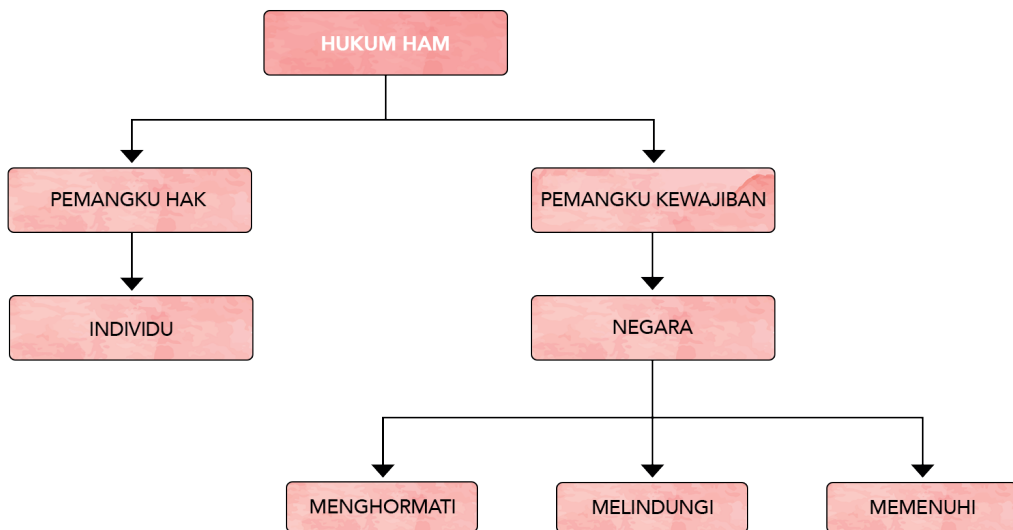 HUKUM HAM
PEMANGKU HAK
PEMANGKU KEWAJIBAN
INDIVIDU
NEGARA
MENGHORMATI
MELINDUNGI
MEMENUHI